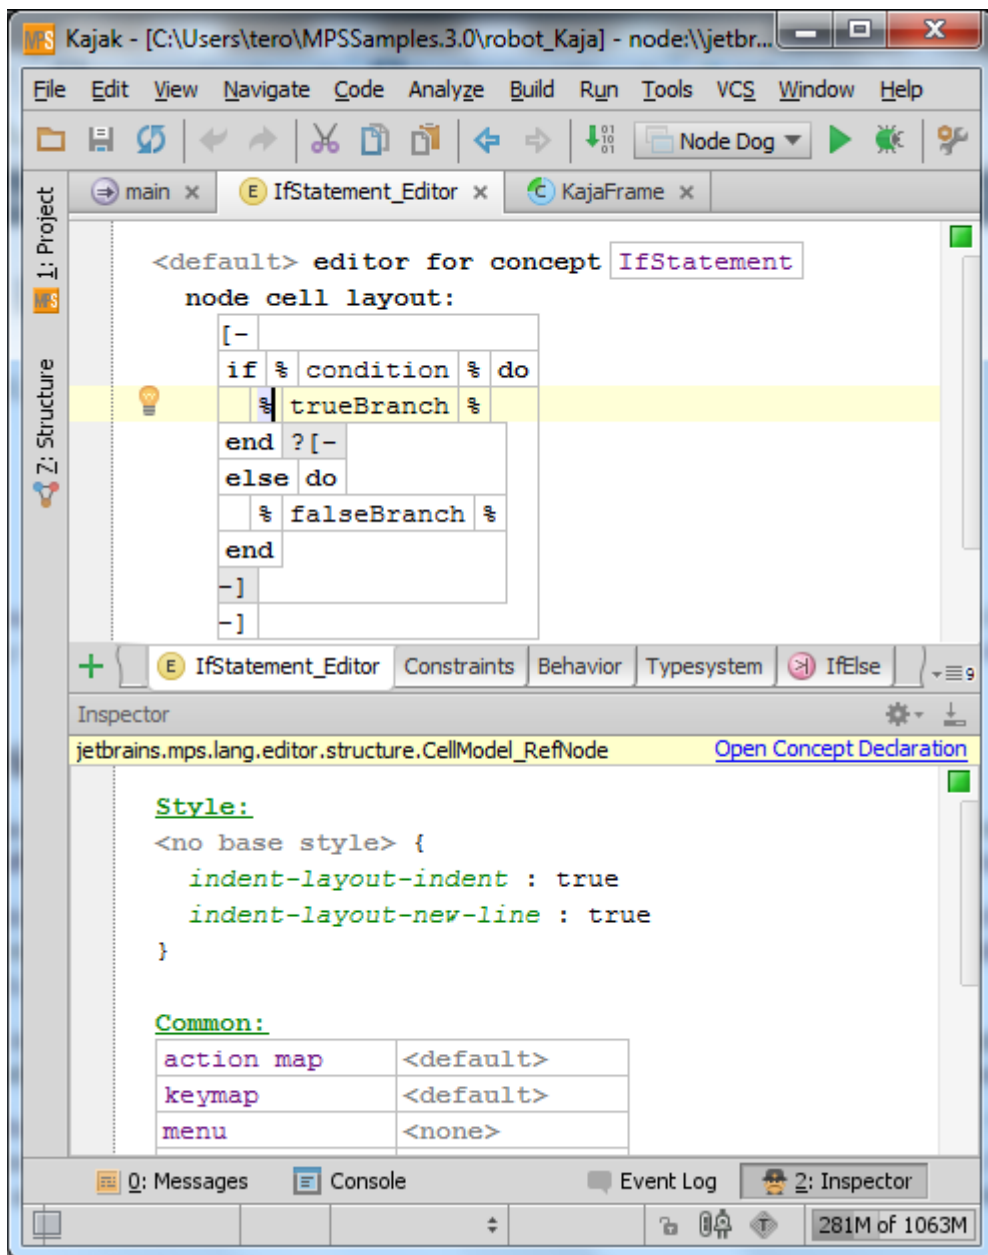 MPS Kajak - [C:\Users\tero\MPSSamples.3.0\robot_Kaja] - node:\\jetbr...
File Edit View Navigate Code Analyze Build Run Tools VCS Window Help
Node Dog
main IfStatement_Editor KajaFrame
1: Project
MPS
7: Structure
<default> editor for concept IfStatement
node cell layout:
[-
if % condition % do
% trueBranch %
end ?[-
else do
% falseBranch %
end
-]
-]
IfStatement_Editor Constraints Behavior Typesystem IfElse 9
Inspector
jetbrains.mps.lang.editor.structure.CellModel_RefNode Open Concept Declaration
Style:
<no base style> {
indent-layout-indent : true
indent-layout-new-line : true
}
Common:
action map <default>
keymap <default>
menu <none>
0: Messages Console Event Log 2: Inspector
281M of 1063M